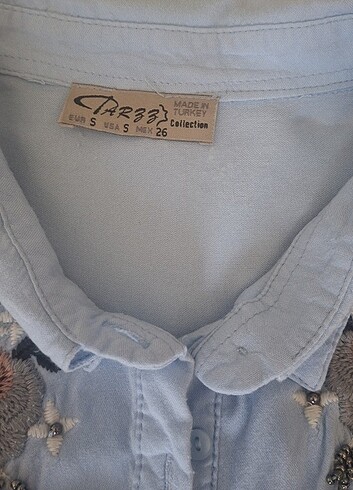 TARZZ
Collection
MADE IN
TURKEY
EUR S USA S MEX 26